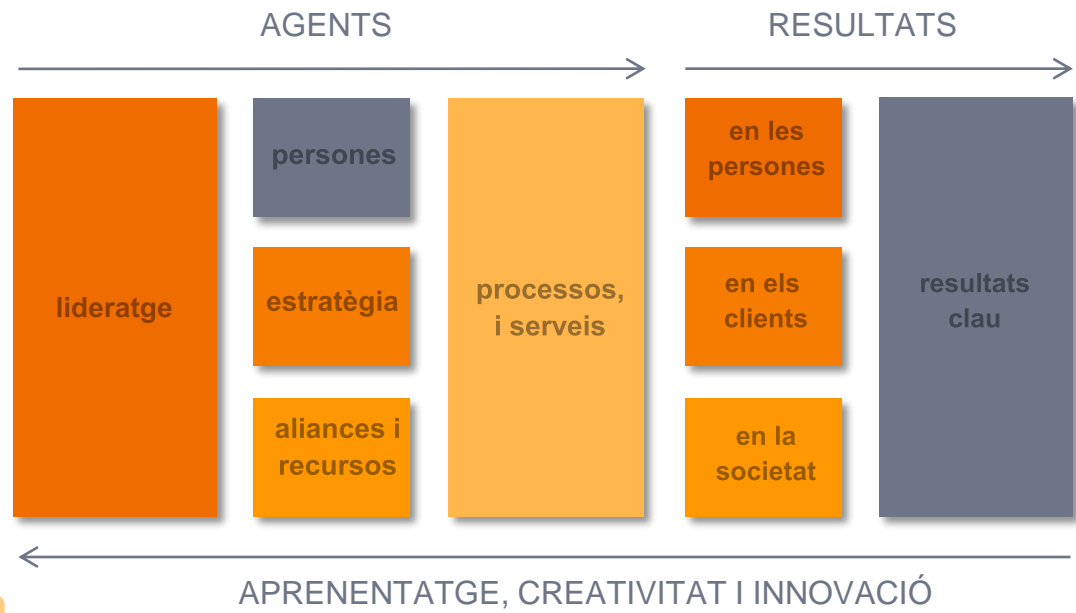 AGENTS
RESULTATS
lideratge
persones
estratègia
aliances i
recursos
processos,
i serveis
en les
persones
en els
clients
en la
societat
resultats
clau
APRENENTATGE, CREATIVITAT I INNOVACIÓ